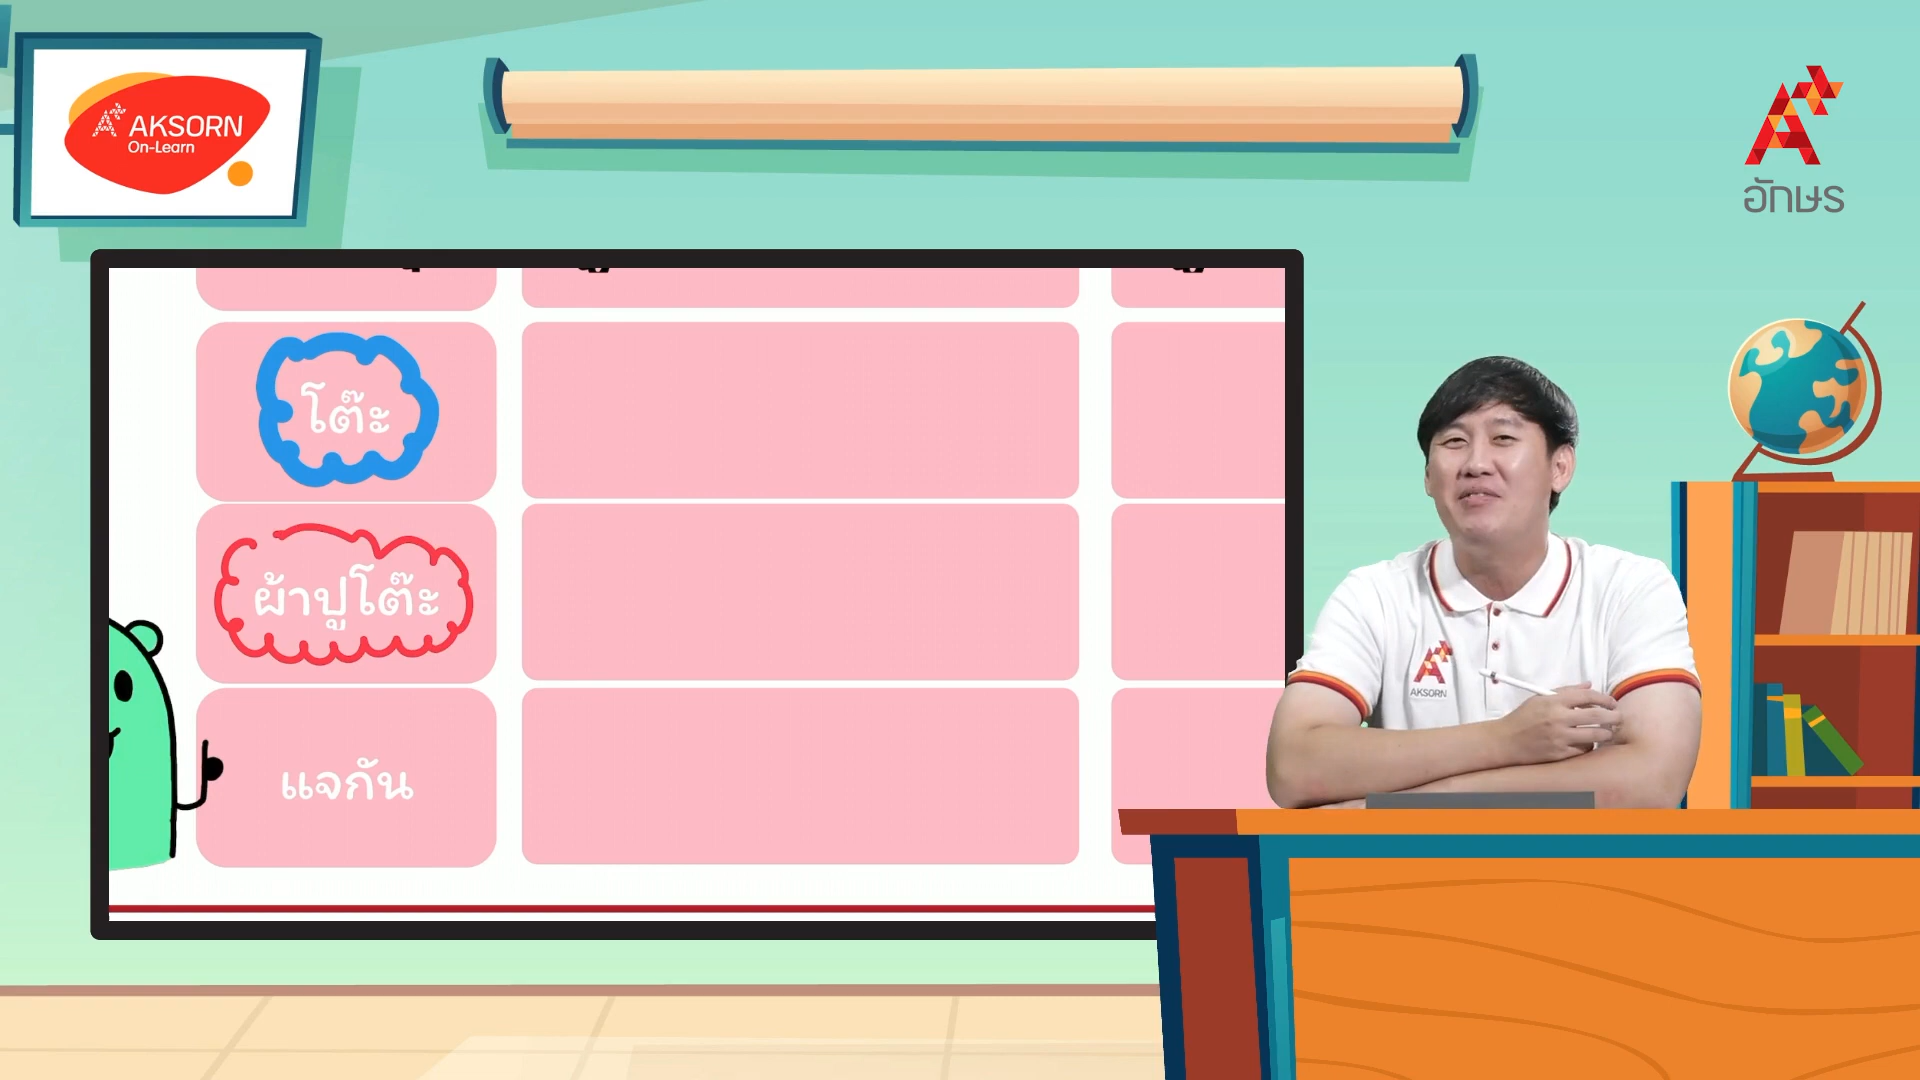 AKSORN
On-Learn
อักษร
โต๊ะ
ผ้าปูโต๊ะ
แจกัน
AKSORN